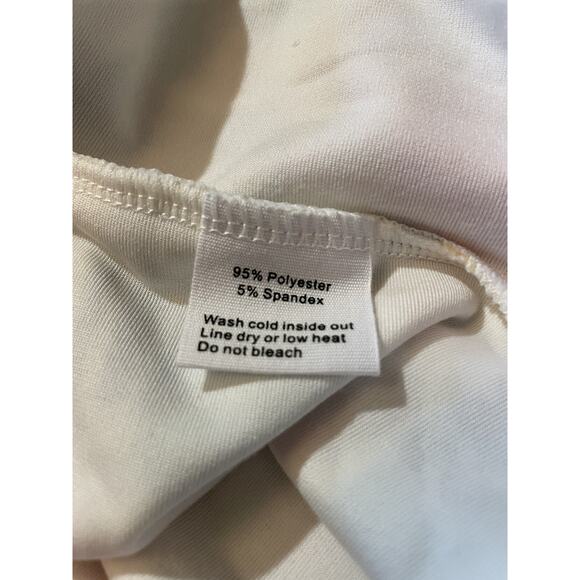 95% Polyester
5% Spandex
Wash cold inside out
Line dry or low heat
Do not bleach